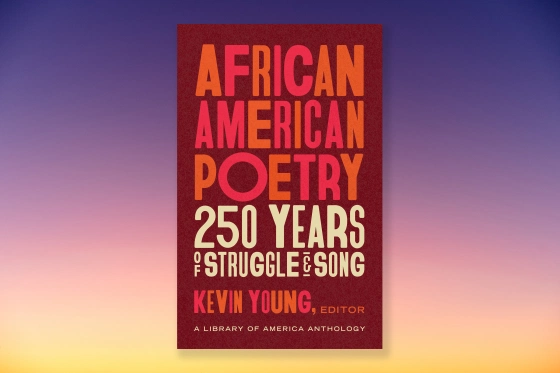 AFRICAN
AMERICAN
POETRY
250 YEARS
OF STRUGGLE & SONG
KEVIN YOUNG, EDITOR
A LIBRARY OF AMERICA ANTHOLOGY